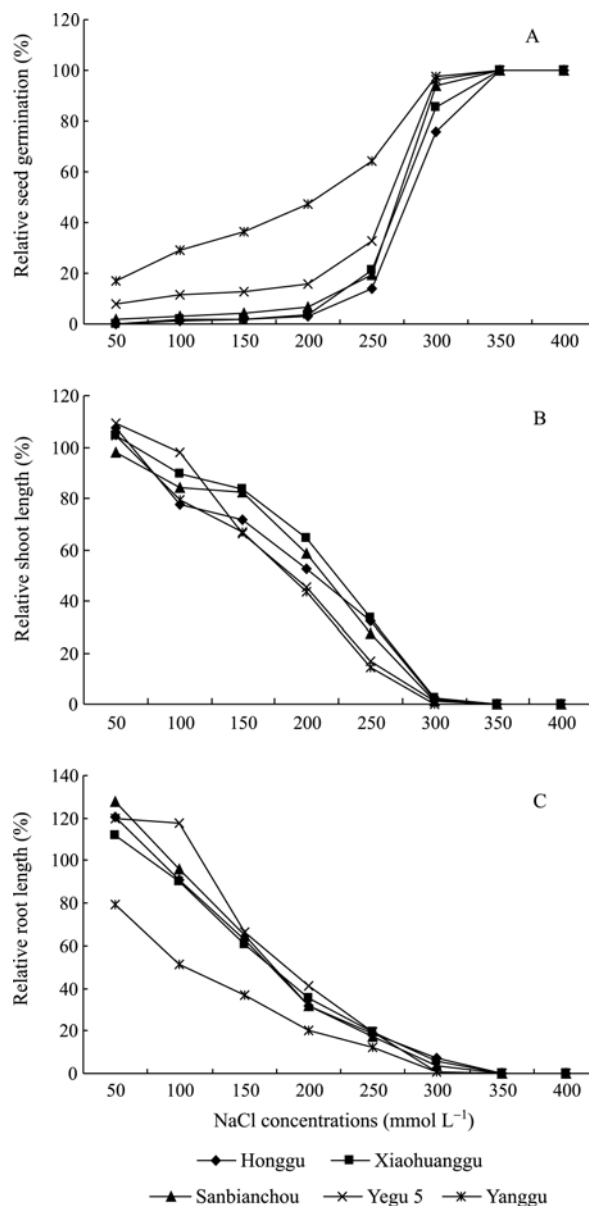 A
Relative seed germination (%)
120
100
80
60
40
20
0
50 100 150 200 250 300 350 400
B
Relative shoot length (%)
120
100
80
60
40
20
0
50 100 150 200 250 300 350 400
C
Relative root length (%)
140
120
100
80
60
40
20
0
50 100 150 200 250 300 350 400
NaCl concentrations (mmol L⁻¹)
Honggu Xiaohuanggu
Sanbianchou Yegu 5 Yanggu